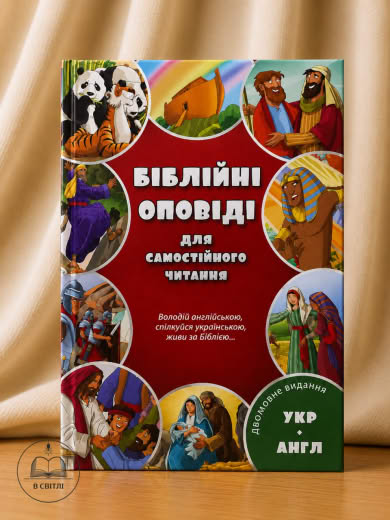 БІБЛІЙНІ
ОПОВІДІ
ДЛЯ
САМОСТІЙНОГО
ЧИТАННЯ
Володій англійською,
спілкуйся українською,
живи за Біблією...
двомовне видання
УКР
•
АНГЛ
В СВІТЛІ